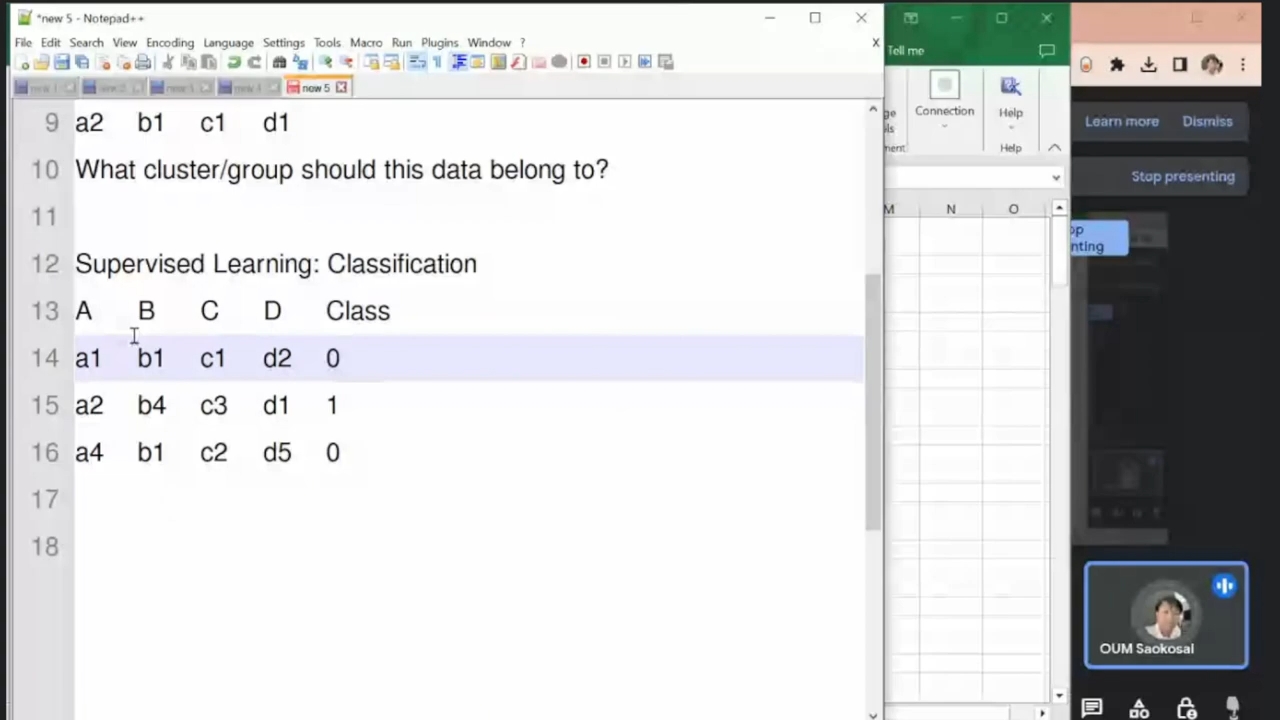 *new 5 - Notepad++
File Edit Search View Encoding Language Settings Tools Macro Run Plugins Window ? X
new 5
9 a2 b1 c1 d1
10 What cluster/group should this data belong to?
11
12 Supervised Learning: Classification
13 A B C D Class
14 a1 b1 c1 d2 0
15 a2 b4 c3 d1 1
16 a4 b1 c2 d5 0
17
18
Tell me
Connection
Help
Help
M N O
Learn more Dismiss
Stop presenting
OUM Saokosal